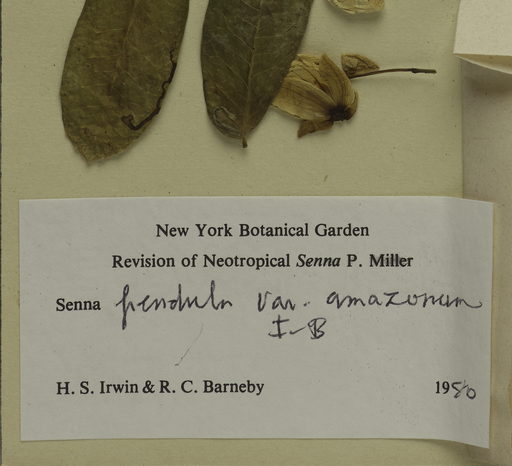 New York Botanical Garden
Revision of Neotropical Senna P. Miller
Senna pendula var. amazonum
I-B
H. S. Irwin & R. C. Barneby 1980